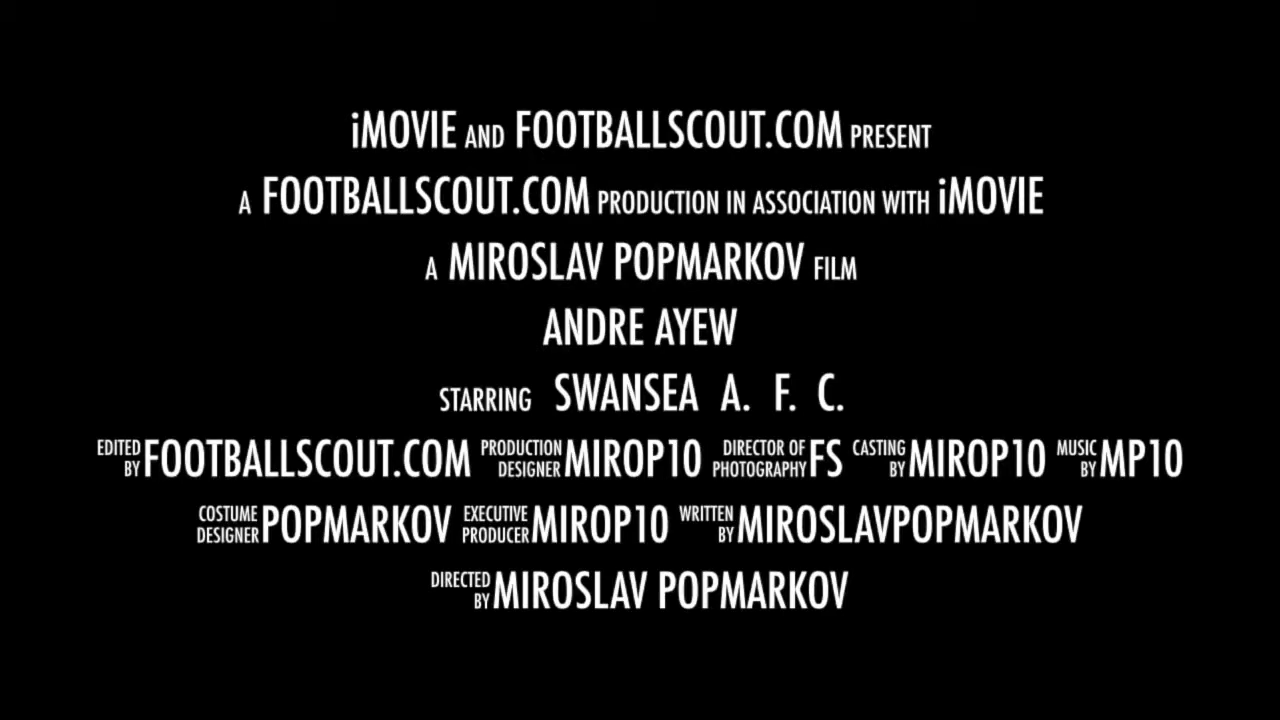 iMOVIE AND FOOTBALLSCOUT.COM PRESENT
A FOOTBALLSCOUT.COM PRODUCTION IN ASSOCIATION WITH iMOVIE
A MIROSLAV POPMARKOV FILM
ANDRE AYEW
STARRING SWANSEA A. F. C.
EDITED BY FOOTBALLSCOUT.COM PRODUCTION DESIGNER MIROP10 DIRECTOR OF PHOTOGRAPHY FS CASTING BY MIROP10 MUSIC BY MP10
COSTUME DESIGNER POPMARKOV EXECUTIVE PRODUCER MIROP10 WRITTEN BY MIROSLAVPOPMARKOV
DIRECTED BY MIROSLAV POPMARKOV